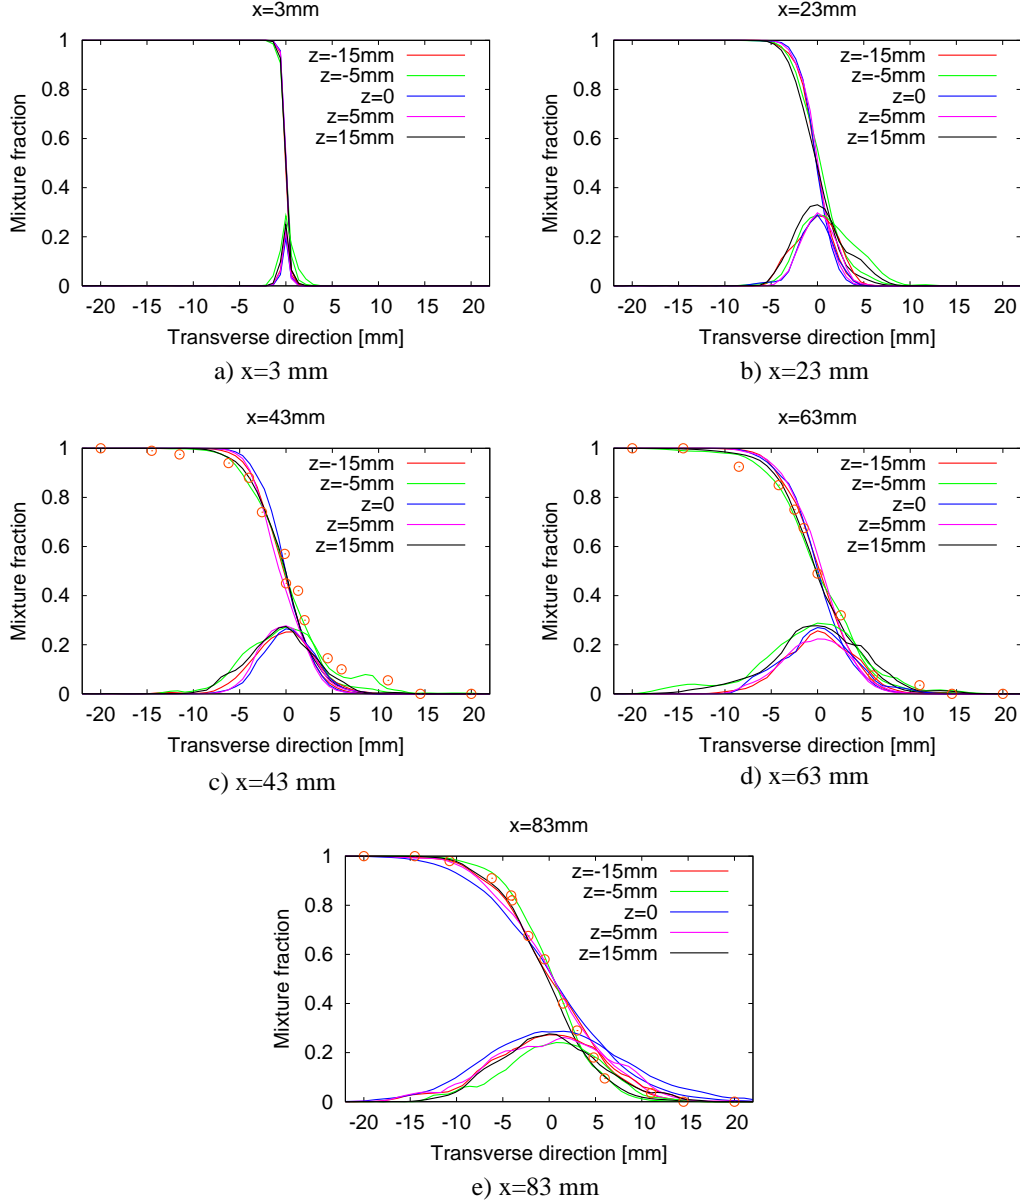 x=3mm
Mixture fraction
1
0.8
0.6
0.4
0.2
0
z=-15mm
z=-5mm
z=0
z=5mm
z=15mm
-20 -15 -10 -5 0 5 10 15 20
Transverse direction [mm]
a) x=3 mm
x=23mm
Mixture fraction
1
0.8
0.6
0.4
0.2
0
z=-15mm
z=-5mm
z=0
z=5mm
z=15mm
-20 -15 -10 -5 0 5 10 15 20
Transverse direction [mm]
b) x=23 mm
x=43mm
Mixture fraction
1
0.8
0.6
0.4
0.2
0
z=-15mm
z=-5mm
z=0
z=5mm
z=15mm
-20 -15 -10 -5 0 5 10 15 20
Transverse direction [mm]
c) x=43 mm
x=63mm
Mixture fraction
1
0.8
0.6
0.4
0.2
0
z=-15mm
z=-5mm
z=0
z=5mm
z=15mm
-20 -15 -10 -5 0 5 10 15 20
Transverse direction [mm]
d) x=63 mm
x=83mm
Mixture fraction
1
0.8
0.6
0.4
0.2
0
z=-15mm
z=-5mm
z=0
z=5mm
z=15mm
-20 -15 -10 -5 0 5 10 15 20
Transverse direction [mm]
e) x=83 mm